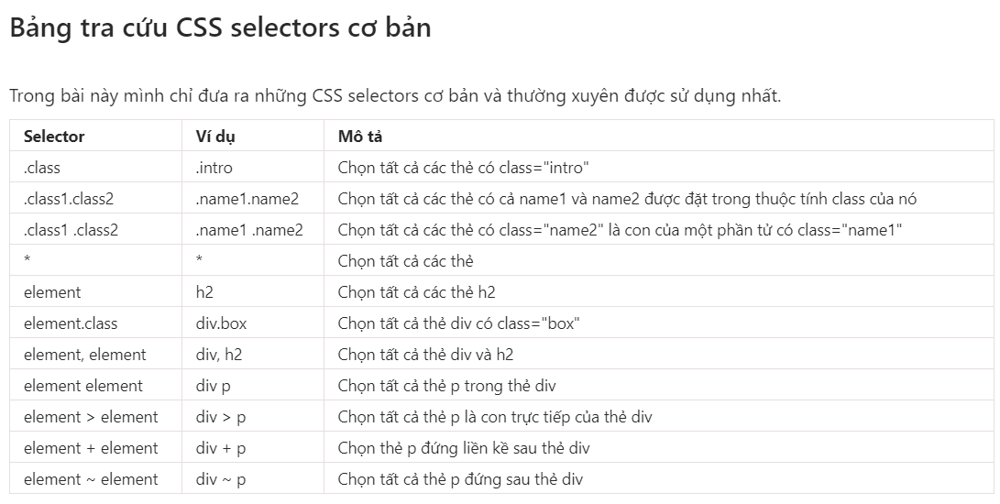 Bảng tra cứu CSS selectors cơ bản
Trong bài này mình chỉ đưa ra những CSS selectors cơ bản và thường xuyên được sử dụng nhất.
Selector Ví dụ Mô tả
.class .intro Chọn tất cả các thẻ có class="intro"
.class1.class2 .name1.name2 Chọn tất cả các thẻ có cả name1 và name2 được đặt trong thuộc tính class của nó
.class1 .class2 .name1 .name2 Chọn tất cả các thẻ có class="name2" là con của một phần tử có class="name1"
* * Chọn tất cả các thẻ
element h2 Chọn tất cả các thẻ h2
element.class div.box Chọn tất cả thẻ div có class="box"
element, element div, h2 Chọn tất cả thẻ div và h2
element element div p Chọn tất cả thẻ p trong thẻ div
element > element div > p Chọn tất cả thẻ p là con trực tiếp của thẻ div
element + element div + p Chọn thẻ p đứng liền kề sau thẻ div
element ~ element div ~ p Chọn tất cả thẻ p đứng sau thẻ div